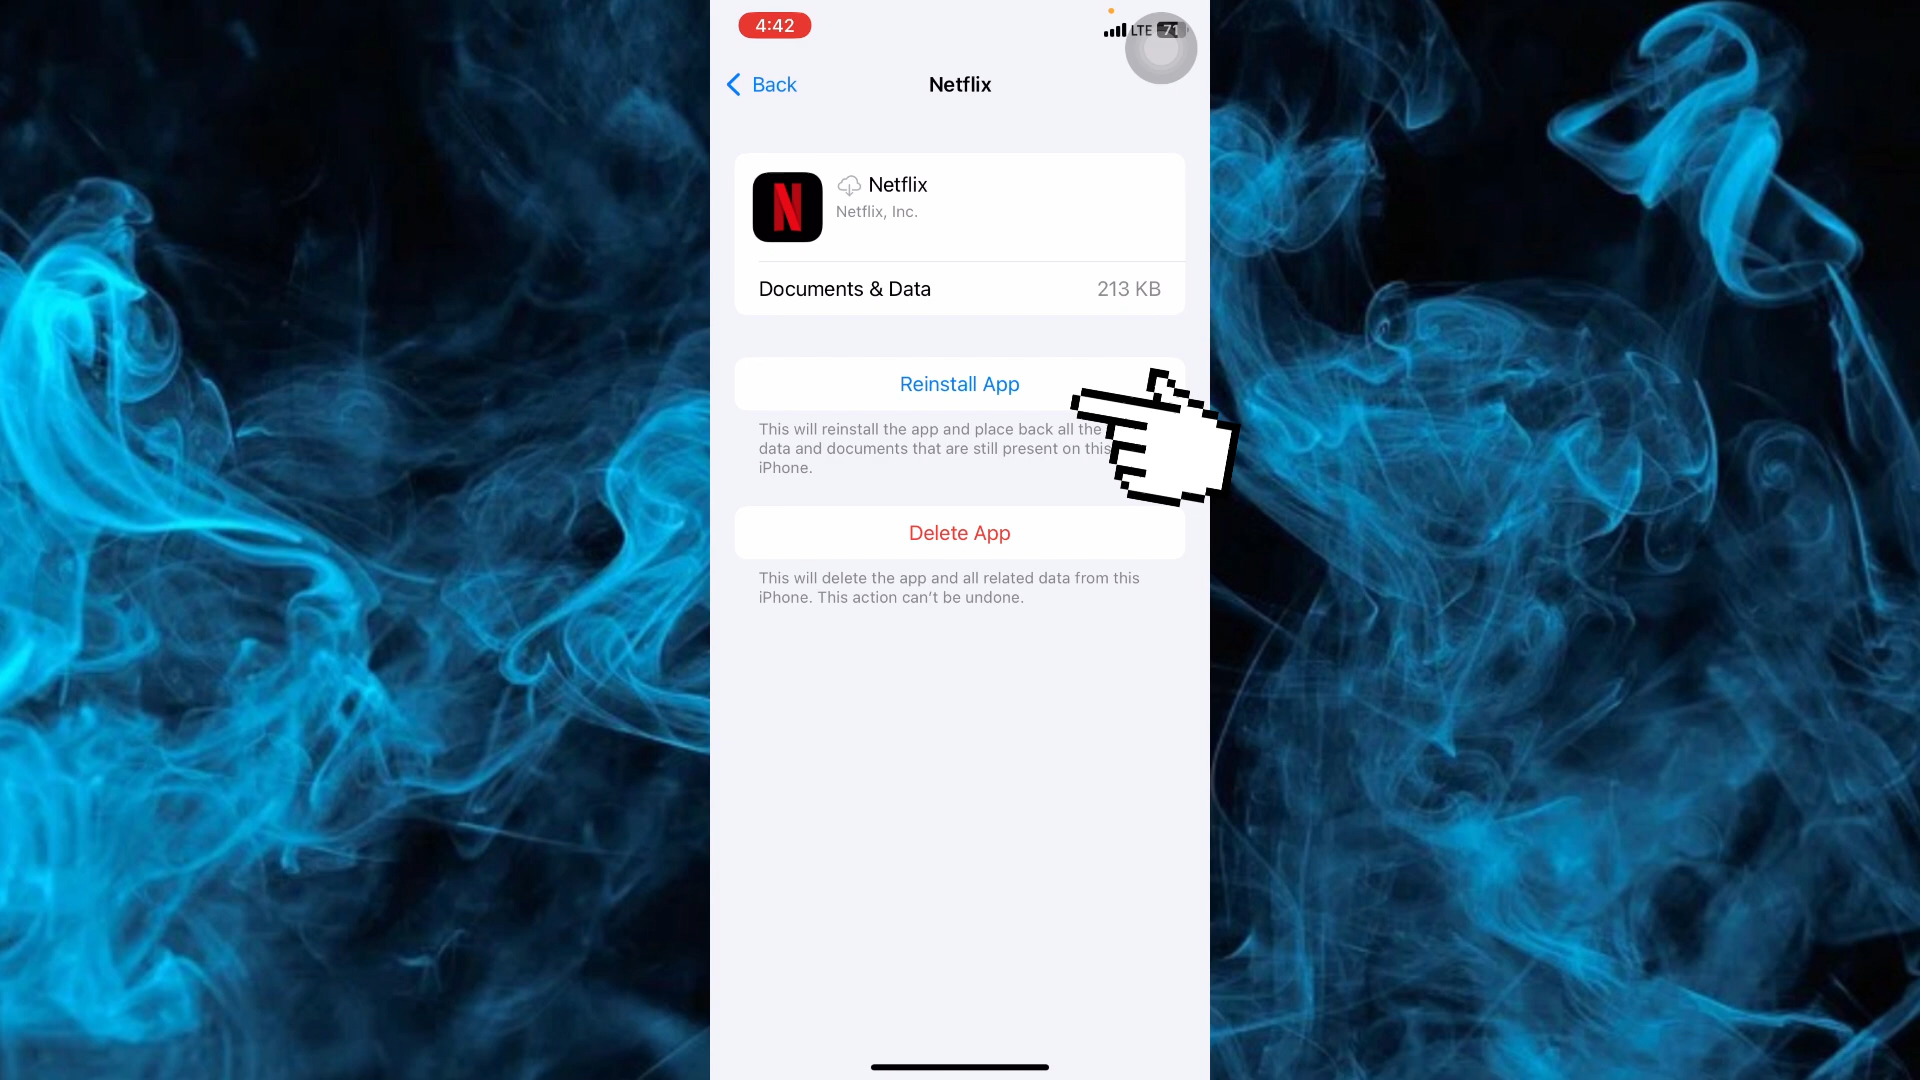 4:42
LTE 71
Back
Netflix
Netflix
Netflix, Inc.
Documents & Data 213 KB
Reinstall App
This will reinstall the app and place back all the
data and documents that are still present on this
iPhone.
Delete App
This will delete the app and all related data from this
iPhone. This action can't be undone.